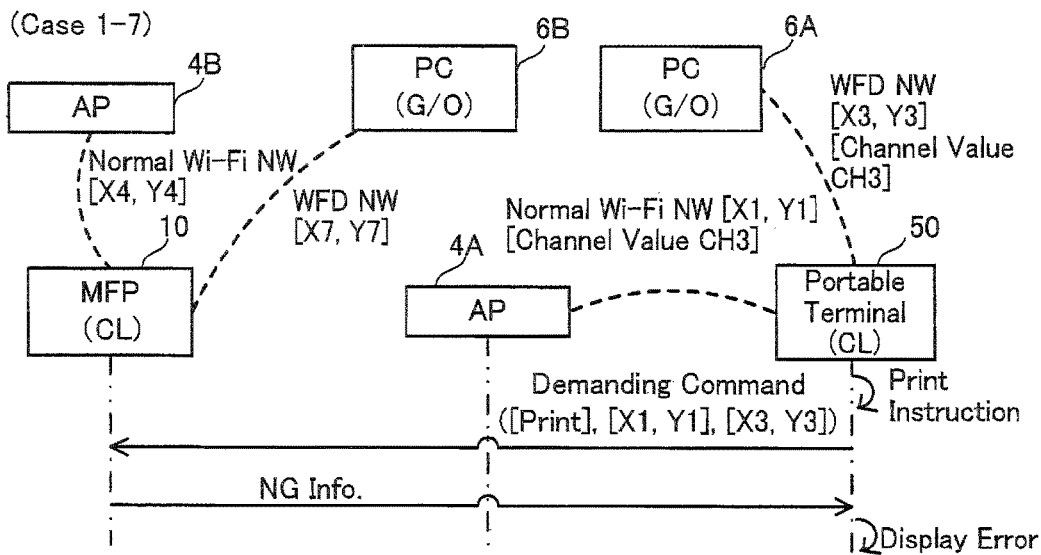 (Case 1-7)
4B
AP
6B
PC
(G/O)
6A
PC
(G/O)
WFD NW
[X3, Y3]
[Channel Value
CH3]
Normal Wi-Fi NW
[X4, Y4]
WFD NW
[X7, Y7]
Normal Wi-Fi NW [X1, Y1]
[Channel Value CH3]
10
MFP
(CL)
4A
AP
50
Portable
Terminal
(CL)
Print
Instruction
Demanding Command
([Print], [X1, Y1], [X3, Y3])
NG Info.
Display Error